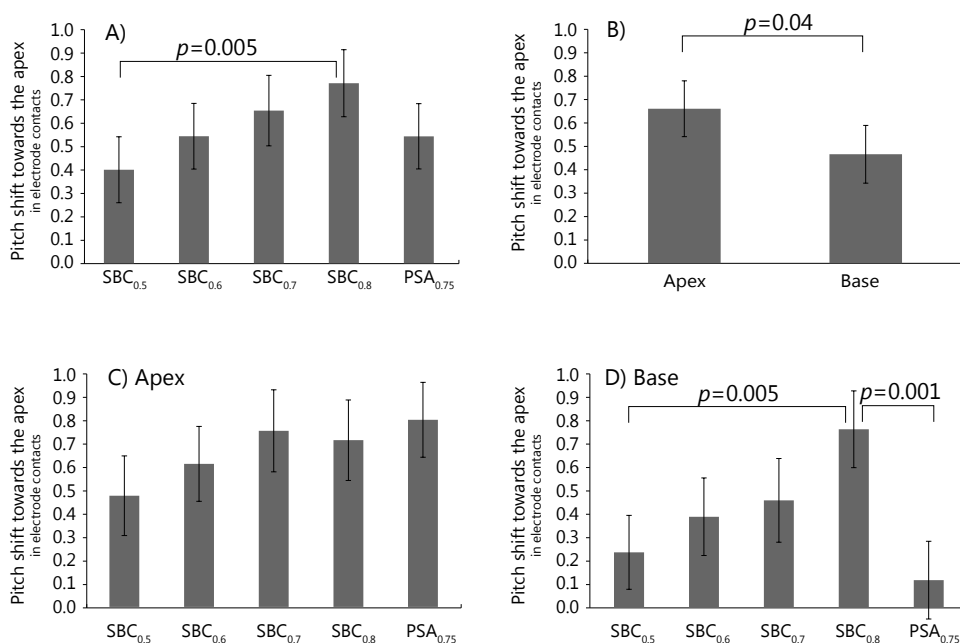 A)
p=0.005
Pitch shift towards the apex
in electrode contacts
1.0
0.9
0.8
0.7
0.6
0.5
0.4
0.3
0.2
0.1
0.0
SBC0.5 SBC0.6 SBC0.7 SBC0.8 PSA0.75
B)
p=0.04
Pitch shift towards the apex
in electrode contacts
1.0
0.9
0.8
0.7
0.6
0.5
0.4
0.3
0.2
0.1
0.0
Apex Base
C) Apex
Pitch shift towards the apex
in electrode contacts
1.0
0.9
0.8
0.7
0.6
0.5
0.4
0.3
0.2
0.1
0.0
SBC0.5 SBC0.6 SBC0.7 SBC0.8 PSA0.75
D) Base
p=0.005 p=0.001
Pitch shift towards the apex
in electrode contacts
1.0
0.9
0.8
0.7
0.6
0.5
0.4
0.3
0.2
0.1
0.0
SBC0.5 SBC0.6 SBC0.7 SBC0.8 PSA0.75